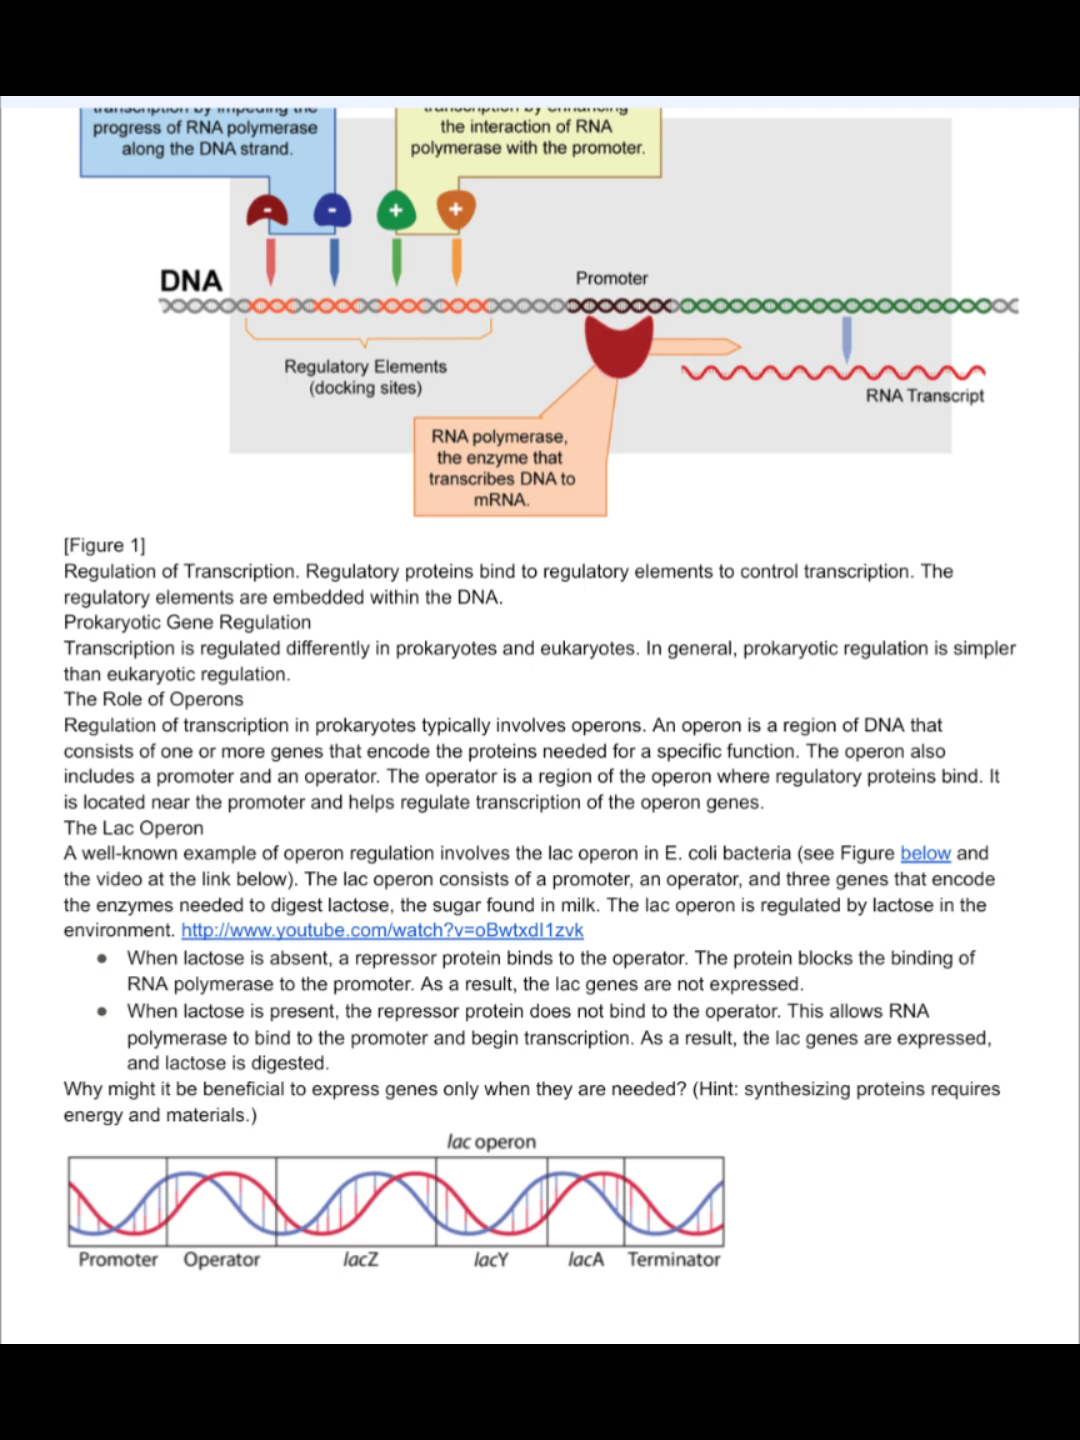 transcription by impeding the
progress of RNA polymerase
along the DNA strand.
transcription by enhancing
the interaction of RNA
polymerase with the promoter.
- - + +
DNA
Promoter
Regulatory Elements
(docking sites)
RNA Transcript
RNA polymerase,
the enzyme that
transcribes DNA to
mRNA.
[Figure 1]
Regulation of Transcription. Regulatory proteins bind to regulatory elements to control transcription. The
regulatory elements are embedded within the DNA.
Prokaryotic Gene Regulation
Transcription is regulated differently in prokaryotes and eukaryotes. In general, prokaryotic regulation is simpler
than eukaryotic regulation.
The Role of Operons
Regulation of transcription in prokaryotes typically involves operons. An operon is a region of DNA that
consists of one or more genes that encode the proteins needed for a specific function. The operon also
includes a promoter and an operator. The operator is a region of the operon where regulatory proteins bind. It
is located near the promoter and helps regulate transcription of the operon genes.
The Lac Operon
A well-known example of operon regulation involves the lac operon in E. coli bacteria (see Figure below and
the video at the link below). The lac operon consists of a promoter, an operator, and three genes that encode
the enzymes needed to digest lactose, the sugar found in milk. The lac operon is regulated by lactose in the
environment. http://www.youtube.com/watch?v=oBwtxdI1zvk
● When lactose is absent, a repressor protein binds to the operator. The protein blocks the binding of
RNA polymerase to the promoter. As a result, the lac genes are not expressed.
● When lactose is present, the repressor protein does not bind to the operator. This allows RNA
polymerase to bind to the promoter and begin transcription. As a result, the lac genes are expressed,
and lactose is digested.
Why might it be beneficial to express genes only when they are needed? (Hint: synthesizing proteins requires
energy and materials.)
lac operon
Promoter Operator lacZ lacY lacA Terminator